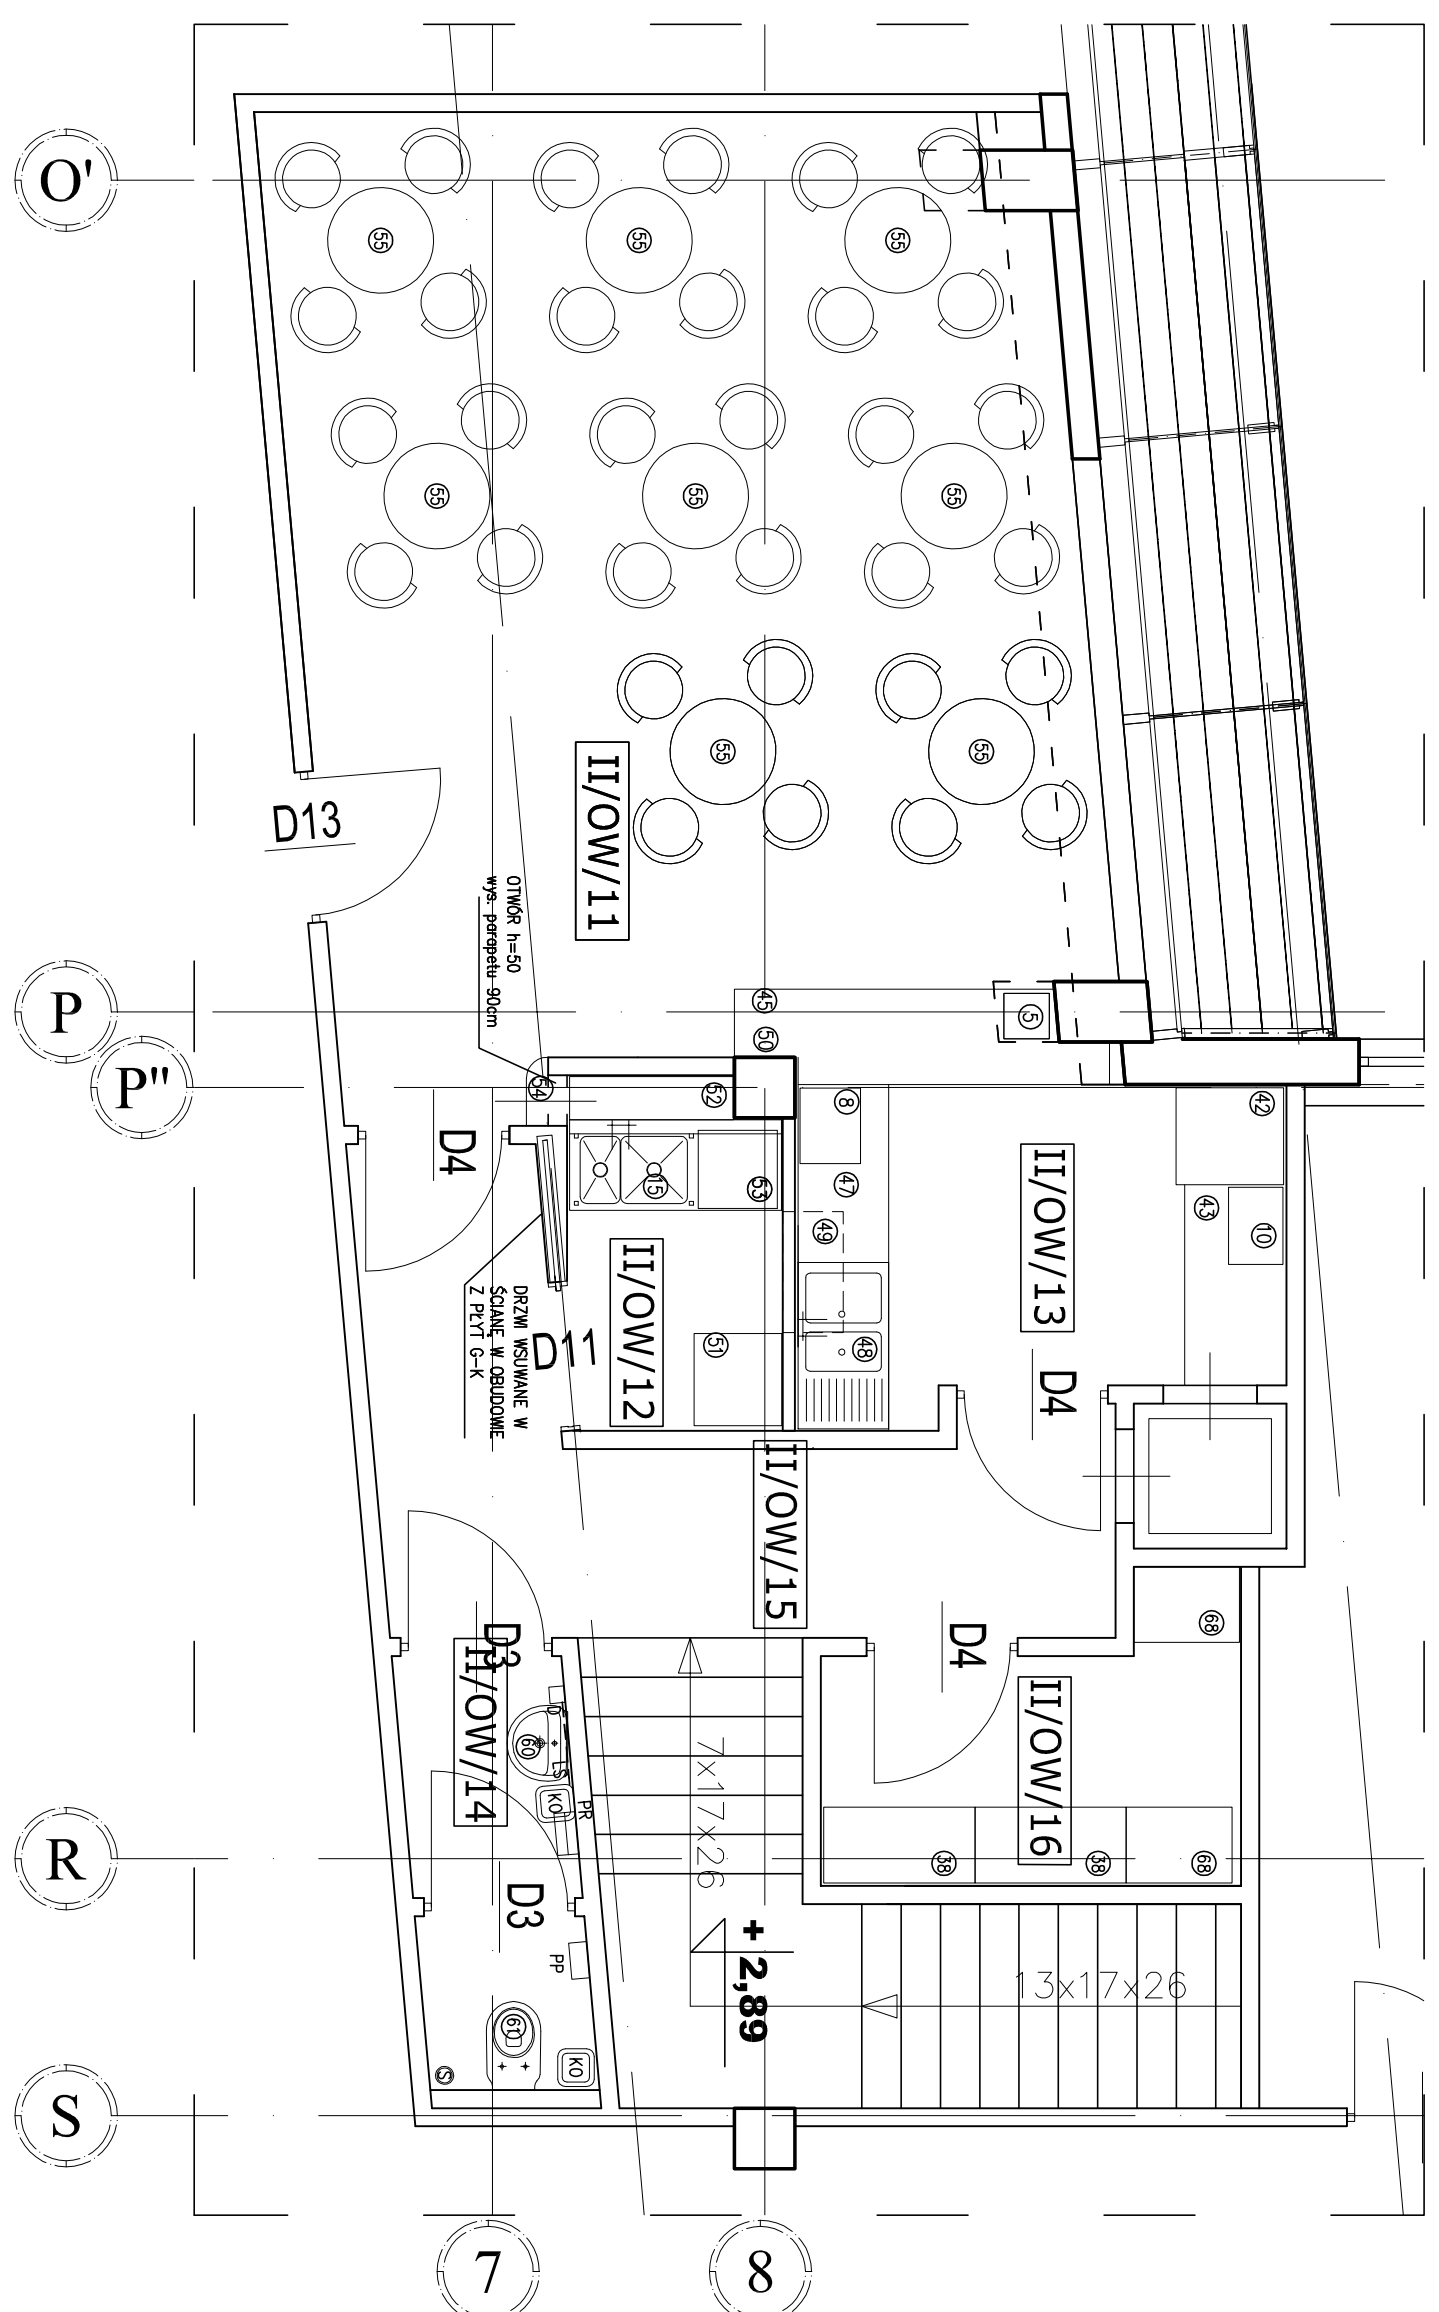 O'
55
55
55
55
55
55
55
55
II/OW/11
D13
OTWÓR h=50
wys. parapetu 90cm
P
P"
45
50
5
54
52
8
42
D4
15
53
47
49
43
10
II/OW/13
II/OW/12
DRZWI WSUWANE W
ŚCIANĘ W OBUDOWIE
Z PŁYT G-K
D11
51
48
D4
II/OW/15
D3
II/OW/14
D4
68
II/OW/16
D
60
LS
KO
PR
7x17x26
38
38
68
R
D3
+ 2,89
PP
13x17x26
61
KO
S
S
7
8